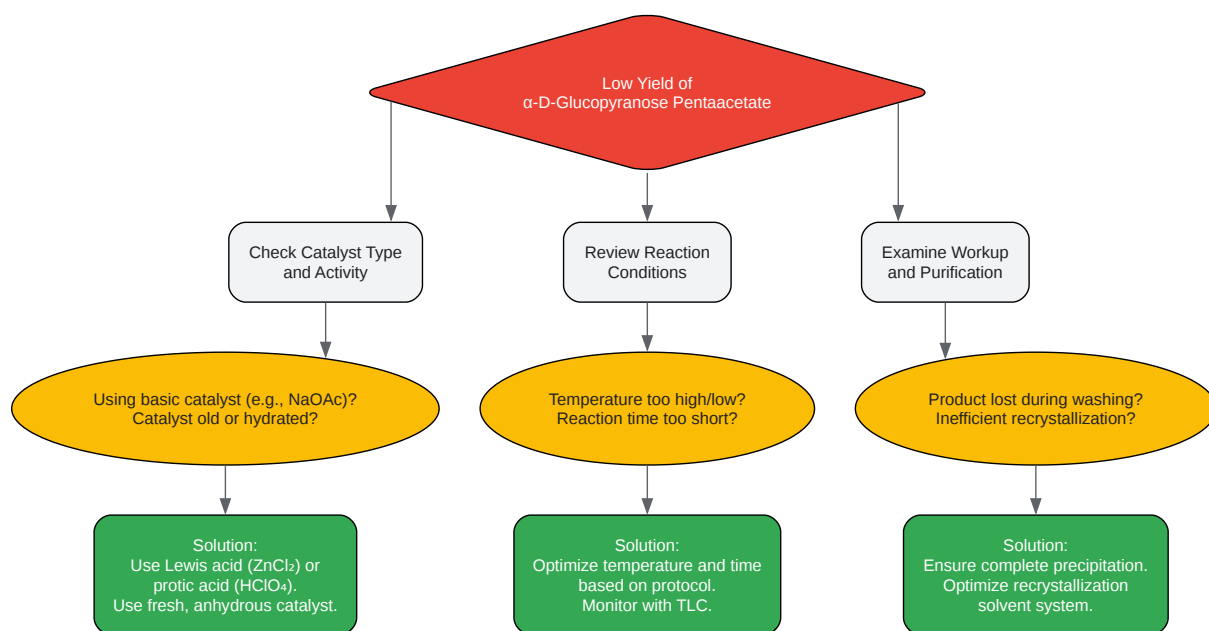 Low Yield of
α-D-Glucopyranose Pentaacetate
Check Catalyst Type
and Activity
Review Reaction
Conditions
Examine Workup
and Purification
Using basic catalyst (e.g., NaOAc)?
Catalyst old or hydrated?
Temperature too high/low?
Reaction time too short?
Product lost during washing?
Inefficient recrystallization?
Solution:
Use Lewis acid (ZnCl₂) or
protic acid (HClO₄).
Use fresh, anhydrous catalyst.
Solution:
Optimize temperature and time
based on protocol.
Monitor with TLC.
Solution:
Ensure complete precipitation.
Optimize recrystallization
solvent system.